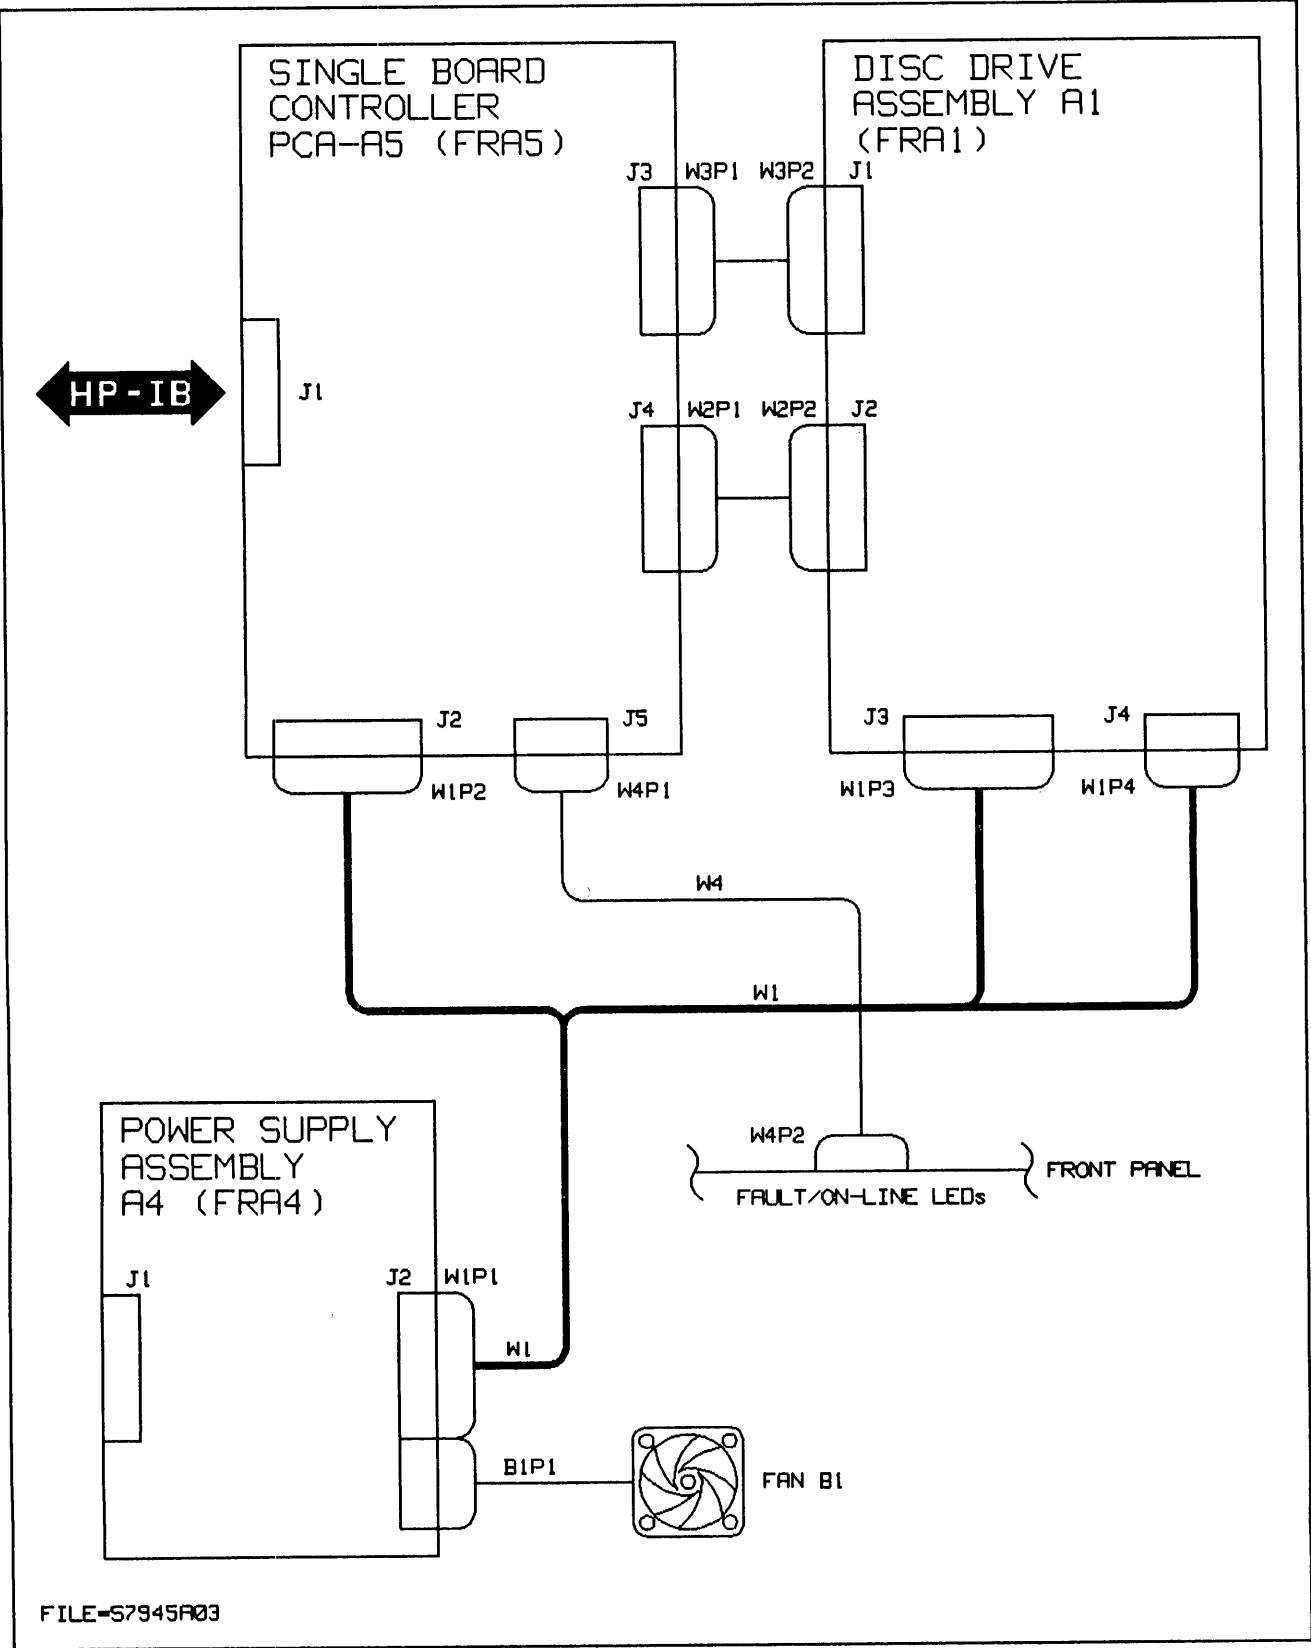 SINGLE BOARD
CONTROLLER
PCA-A5 (FRA5)
DISC DRIVE
ASSEMBLY A1
(FRA1)
J3
W3P1
W3P2
J1
HP-IB
J1
J4
W2P1
W2P2
J2
J2
J5
J3
J4
W1P2
W4P1
W1P3
W1P4
W4
W1
POWER SUPPLY
ASSEMBLY
A4 (FRA4)
W4P2
FRONT PANEL
FAULT/ON-LINE LEDs
J1
J2
W1P1
W1
B1P1
FAN B1
FILE=S7945A03